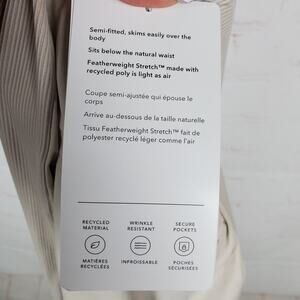 Semi-fitted, skims easily over the
body
Sits below the natural waist
Featherweight Stretch™ made with
recycled poly is light as air
Coupe semi-ajustée qui épouse le
corps
Arrive au-dessous de la taille naturelle
Tissu Featherweight Stretch™ fait de
polyester recyclé léger comme l'air
RECYCLED
MATERIAL
WRINKLE
RESISTANT
SECURE
POCKETS
MATIÈRES
RECYCLÉES
INFROISSABLE
POCHES
SÉCURISÉES